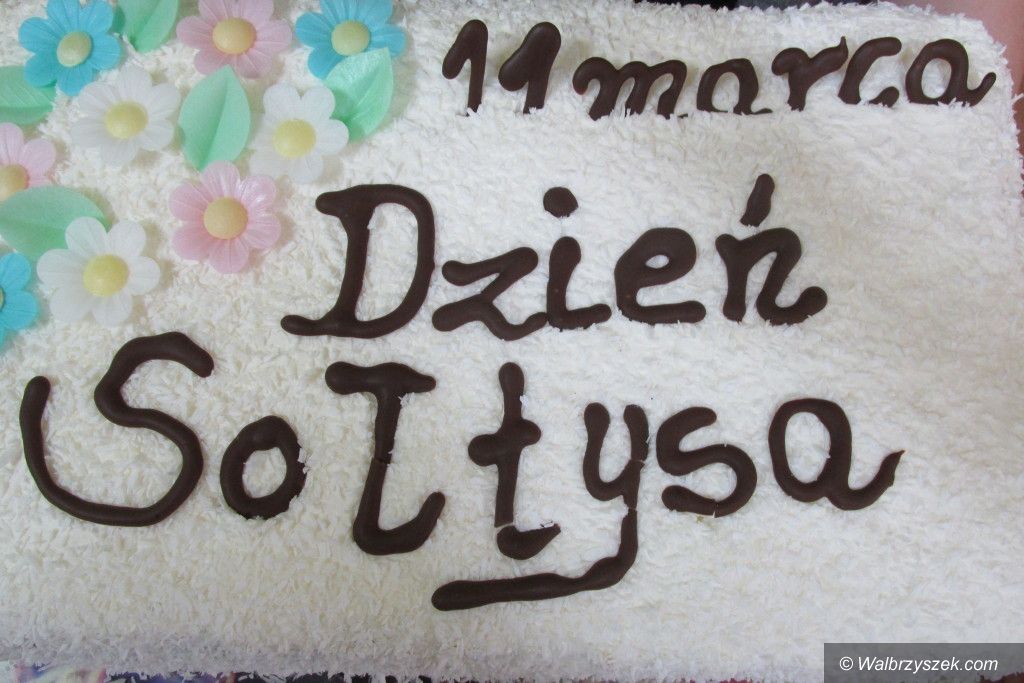 11 marca
Dzień
Sołtysa
© Walbrzyszek.com